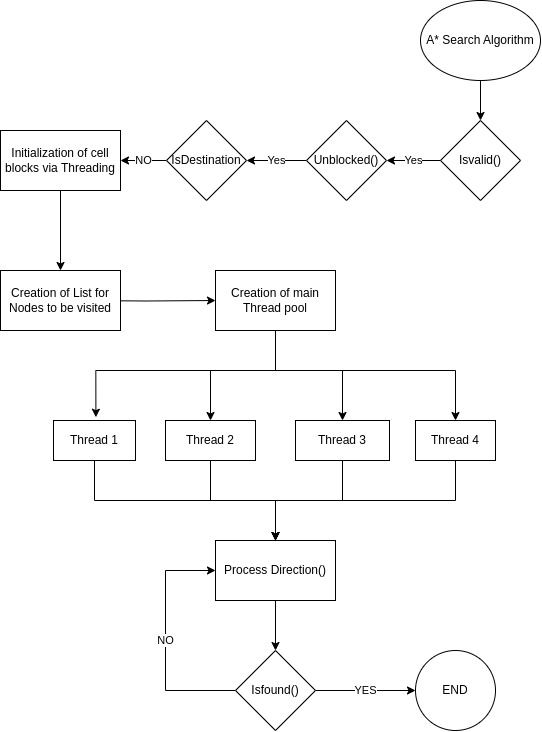 A* Search Algorithm
Isvalid()
Yes
Unblocked()
Yes
IsDestination
NO
Initialization of cell
blocks via Threading
Creation of List for
Nodes to be visited
Creation of main
Thread pool
Thread 1
Thread 2
Thread 3
Thread 4
Process Direction()
NO
Isfound()
YES
END